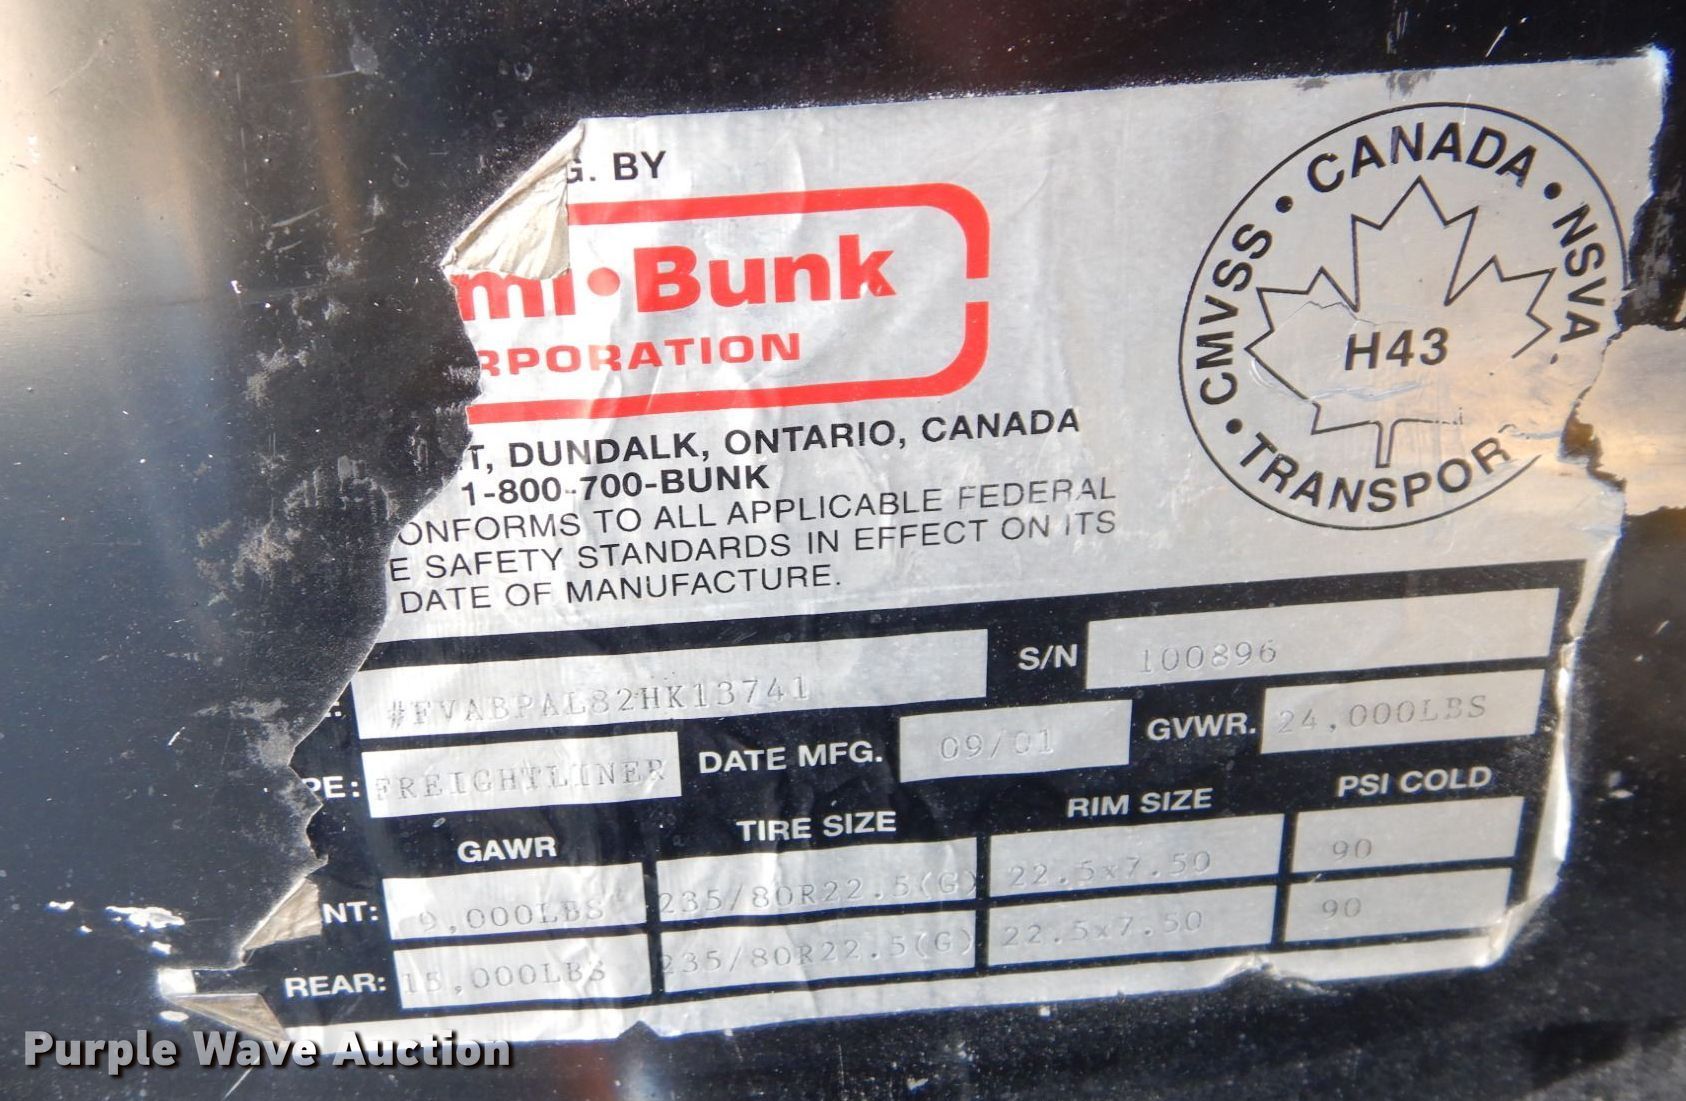 G. BY
mi•Bunk
RPORATION
T, DUNDALK, ONTARIO, CANADA
1-800-700-BUNK
ONFORMS TO ALL APPLICABLE FEDERAL
E SAFETY STANDARDS IN EFFECT ON ITS
DATE OF MANUFACTURE.
CMVSS • CANADA • NSVA.
H43
• TRANSPOR
#FVABPAL82HK13741
S/N 100896
PE: FREIGHTLINER DATE MFG. 09/01 GVWR. 24,000LBS
GAWR TIRE SIZE RIM SIZE PSI COLD
NT: 9,000LBS 235/80R22.5(G) 22.5x7.50 90
REAR: 15,000LBS 235/80R22.5(G) 22.5x7.50 90
Purple Wave Auction